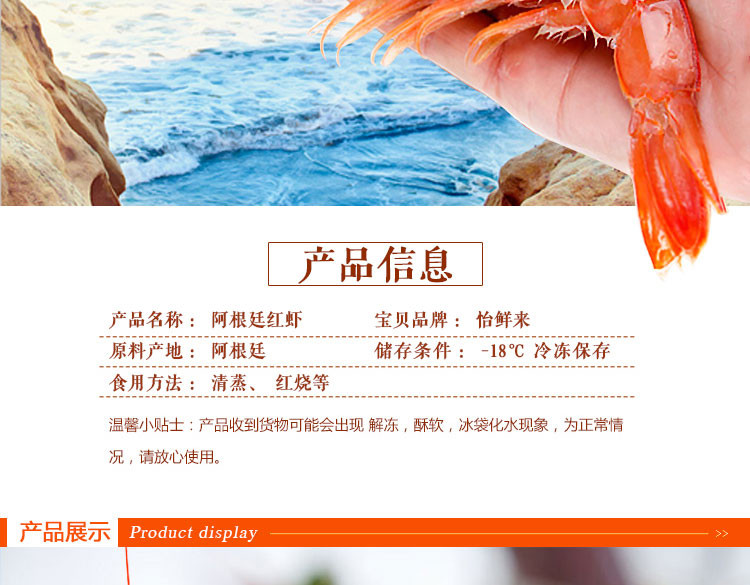 产品信息
产品名称： 阿根廷红虾 宝贝品牌： 怡鲜来
原料产地： 阿根廷 储存条件： -18℃ 冷冻保存
食用方法： 清蒸、 红烧等
温馨小贴士：产品收到货物可能会出现 解冻，酥软，冰袋化水现象，为正常情
况，请放心使用。
产品展示 Product display >>